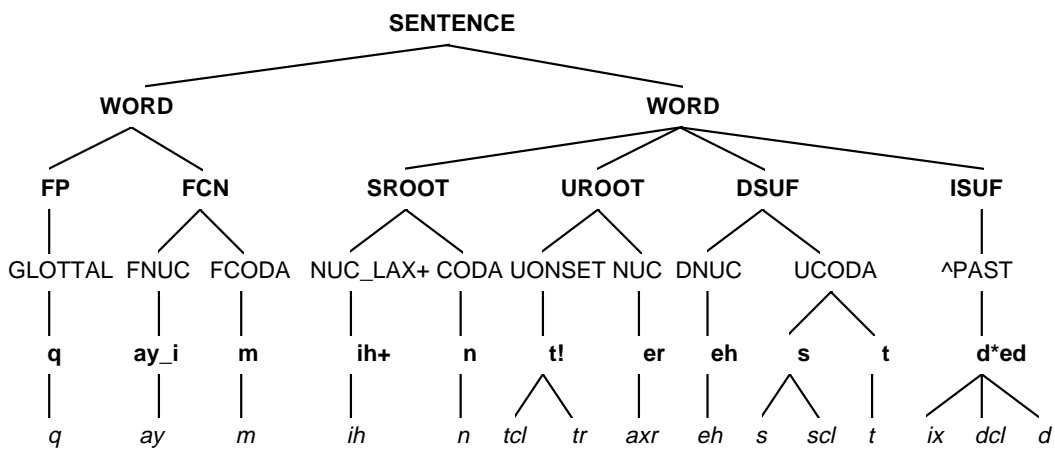 SENTENCE
WORD WORD
FP FCN SROOT UROOT DSUF ISUF
GLOTTAL FNUC FCODA NUC_LAX+ CODA UONSET NUC DNUC UCODA ^PAST
q ay_i m ih+ n t! er eh s t d*ed
q ay m ih n tcl tr axr eh s scl t ix dcl d